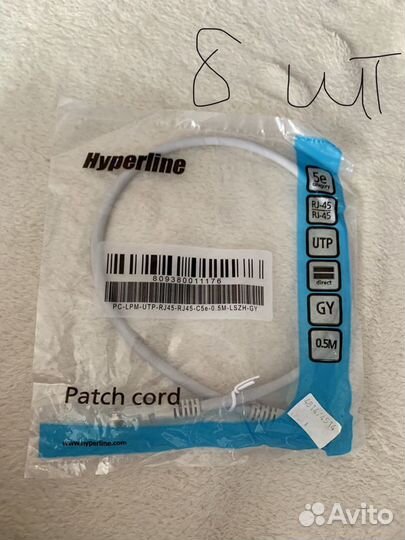 8 шт
Hyperline
5e
category
RJ-45
RJ-45
UTP
direct
GY
0.5M
809380011176
PC-LPM-UTP-RJ45-RJ45-C5e-0.5M-LSZH-GY
Patch cord
www.hyperline.com
Avito